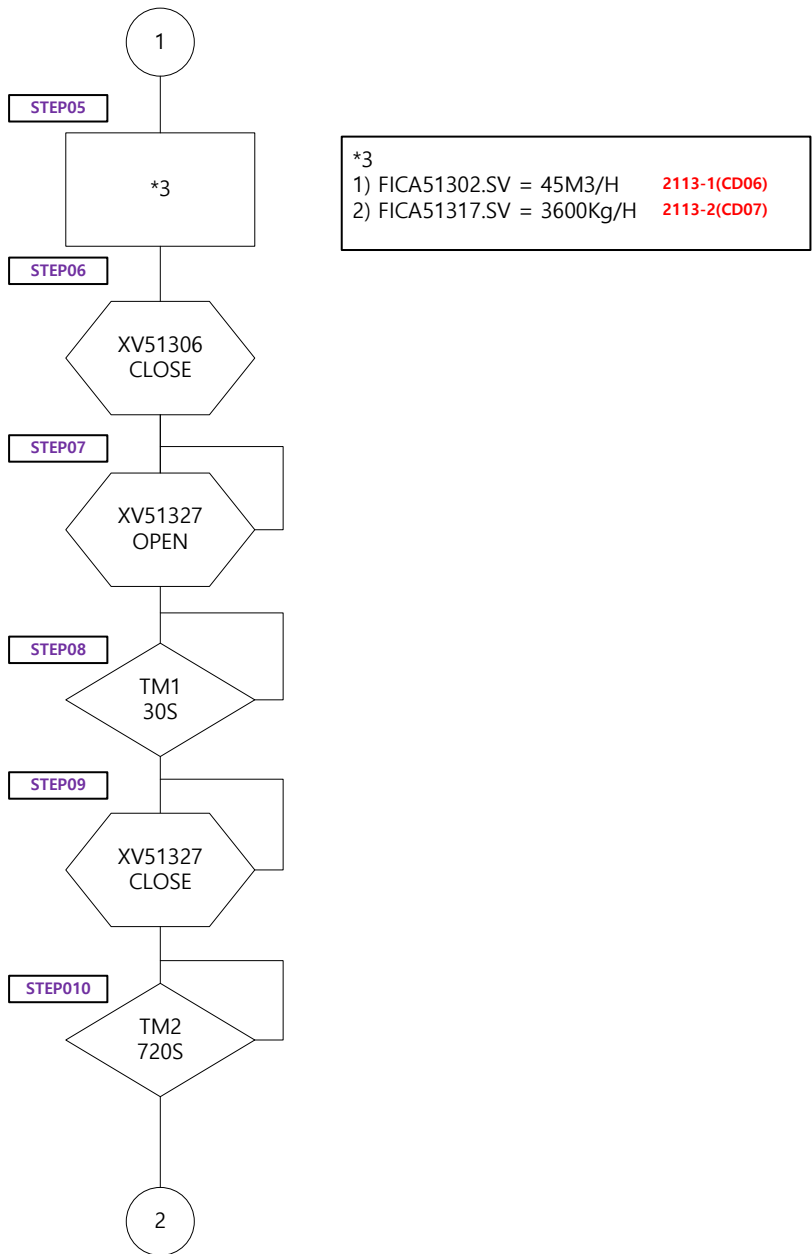 1
STEP05
*3
*3
1) FICA51302.SV = 45M3/H 2113-1(CD06)
2) FICA51317.SV = 3600Kg/H 2113-2(CD07)
STEP06
XV51306
CLOSE
STEP07
XV51327
OPEN
STEP08
TM1
30S
STEP09
XV51327
CLOSE
STEP010
TM2
720S
2